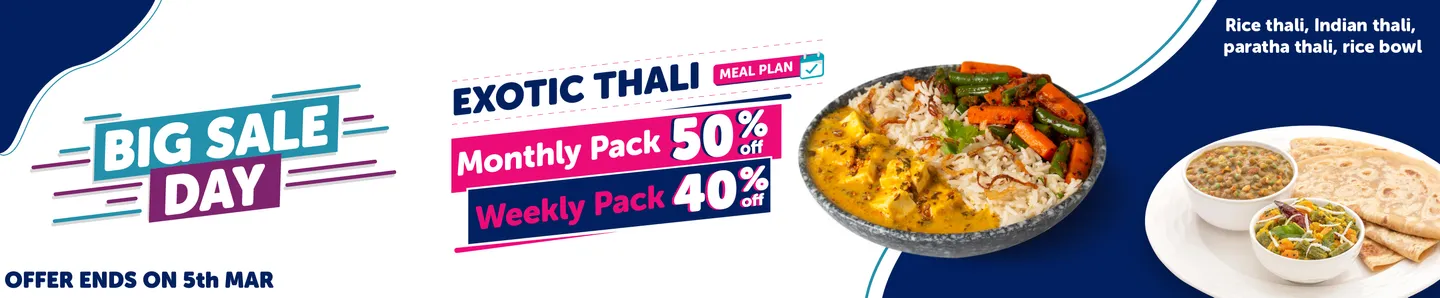 BIG SALE
DAY
OFFER ENDS ON 5th MAR
EXOTIC THALI MEAL PLAN
Monthly Pack 50% off
Weekly Pack 40% off
Rice thali, Indian thali,
paratha thali, rice bowl